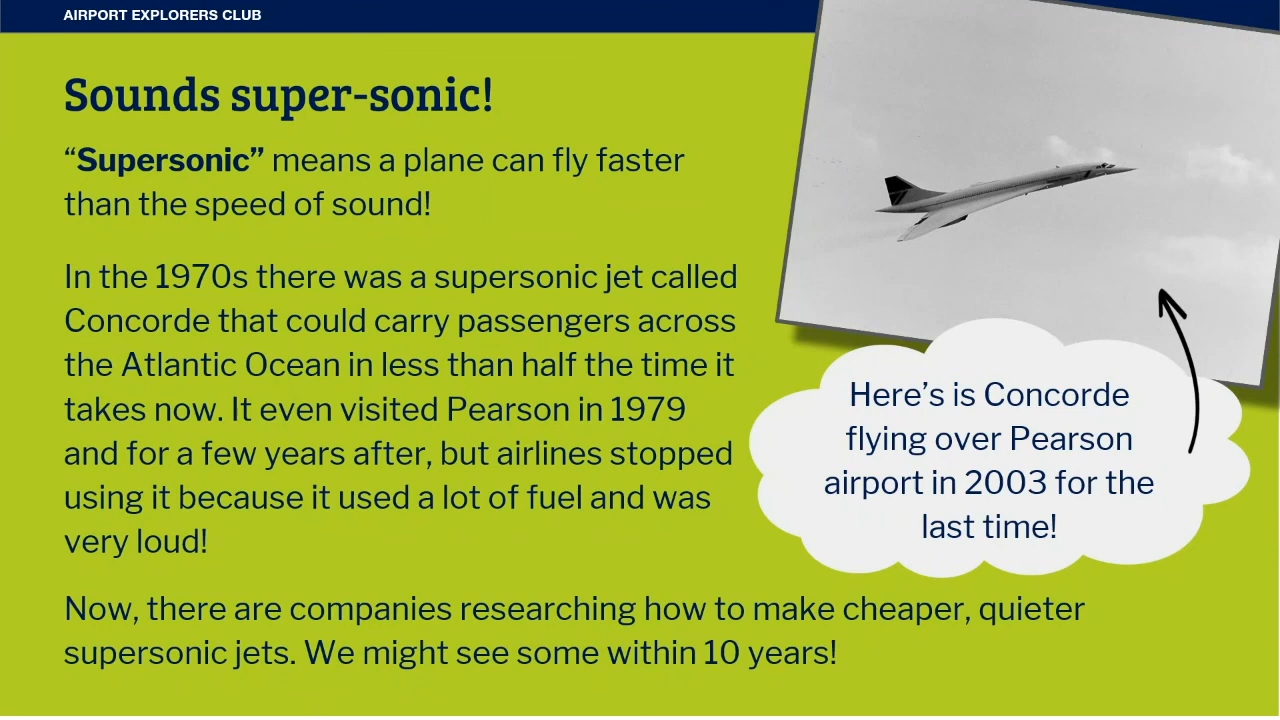 AIRPORT EXPLORERS CLUB
Sounds super-sonic!
“Supersonic” means a plane can fly faster
than the speed of sound!
In the 1970s there was a supersonic jet called
Concorde that could carry passengers across
the Atlantic Ocean in less than half the time it
takes now. It even visited Pearson in 1979
and for a few years after, but airlines stopped
using it because it used a lot of fuel and was
very loud!
Here’s is Concorde
flying over Pearson
airport in 2003 for the
last time!
Now, there are companies researching how to make cheaper, quieter
supersonic jets. We might see some within 10 years!